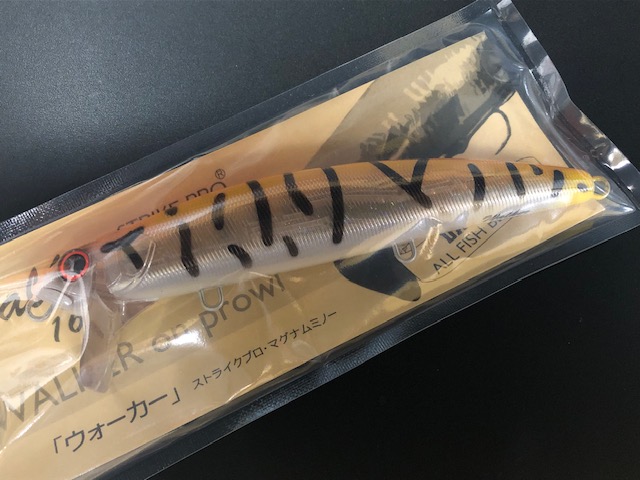 STRIKE PRO®
10
WALKER on prowl
「ウォーカー」 ストライクプロ・マグナムミノー
ALL FISH